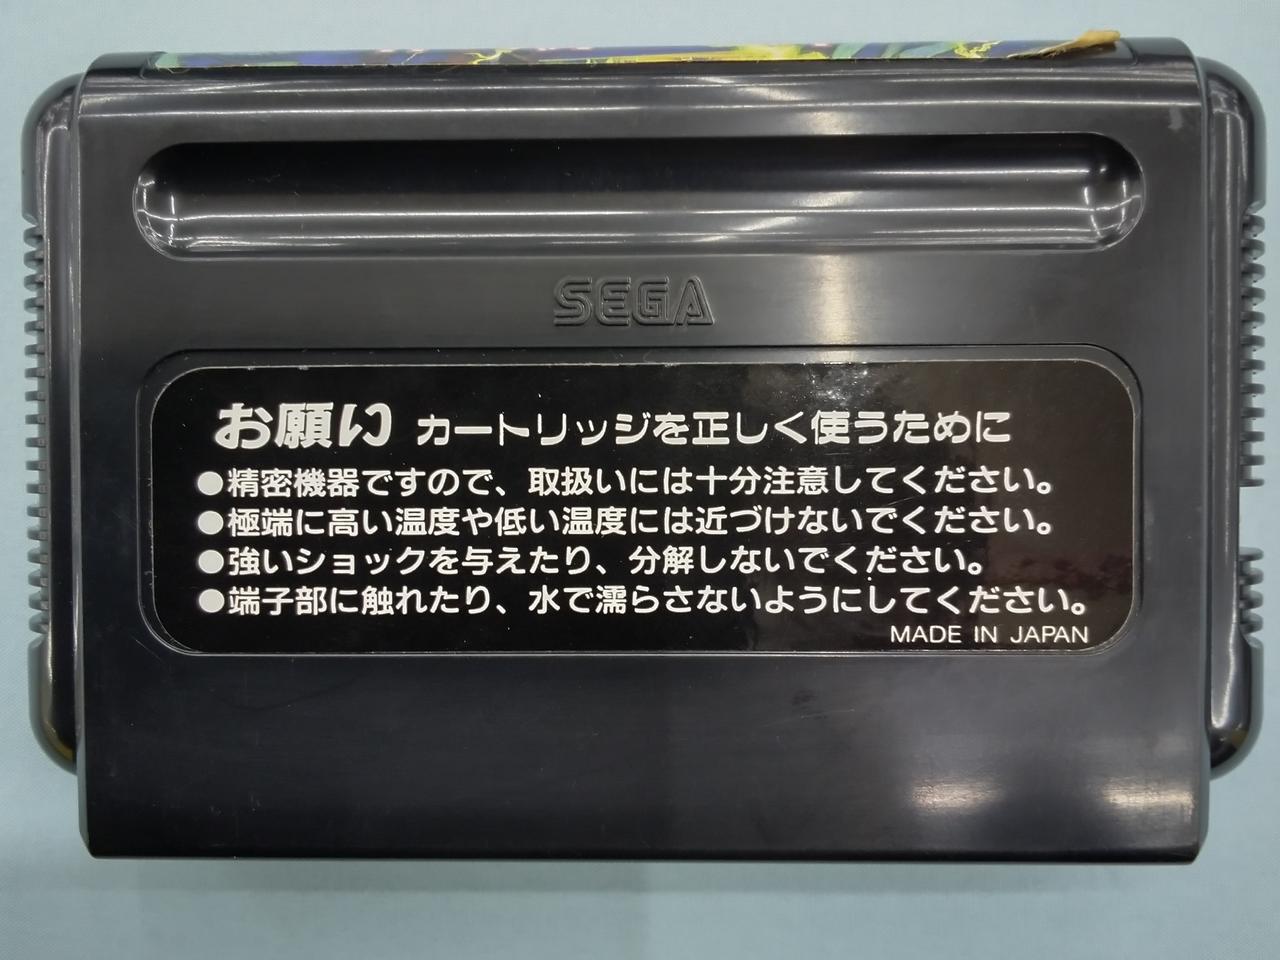 SEGA
お願い カートリッジを正しく使うために
●精密機器ですので、取扱いには十分注意してください。
●極端に高い温度や低い温度には近づけないでください。
●強いショックを与えたり、分解しないでください。
●端子部に触れたり、水で濡らさないようにしてください。
MADE IN JAPAN